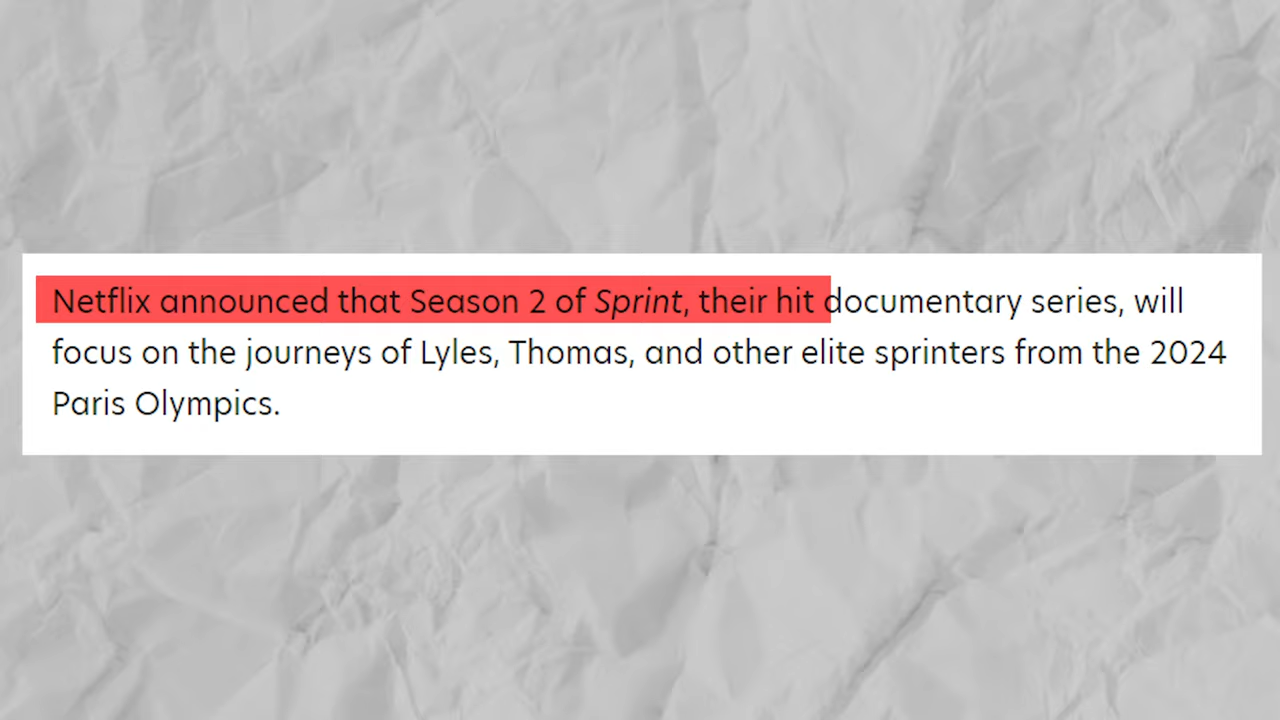 Netflix announced that Season 2 of Sprint, their hit documentary series, will
focus on the journeys of Lyles, Thomas, and other elite sprinters from the 2024
Paris Olympics.